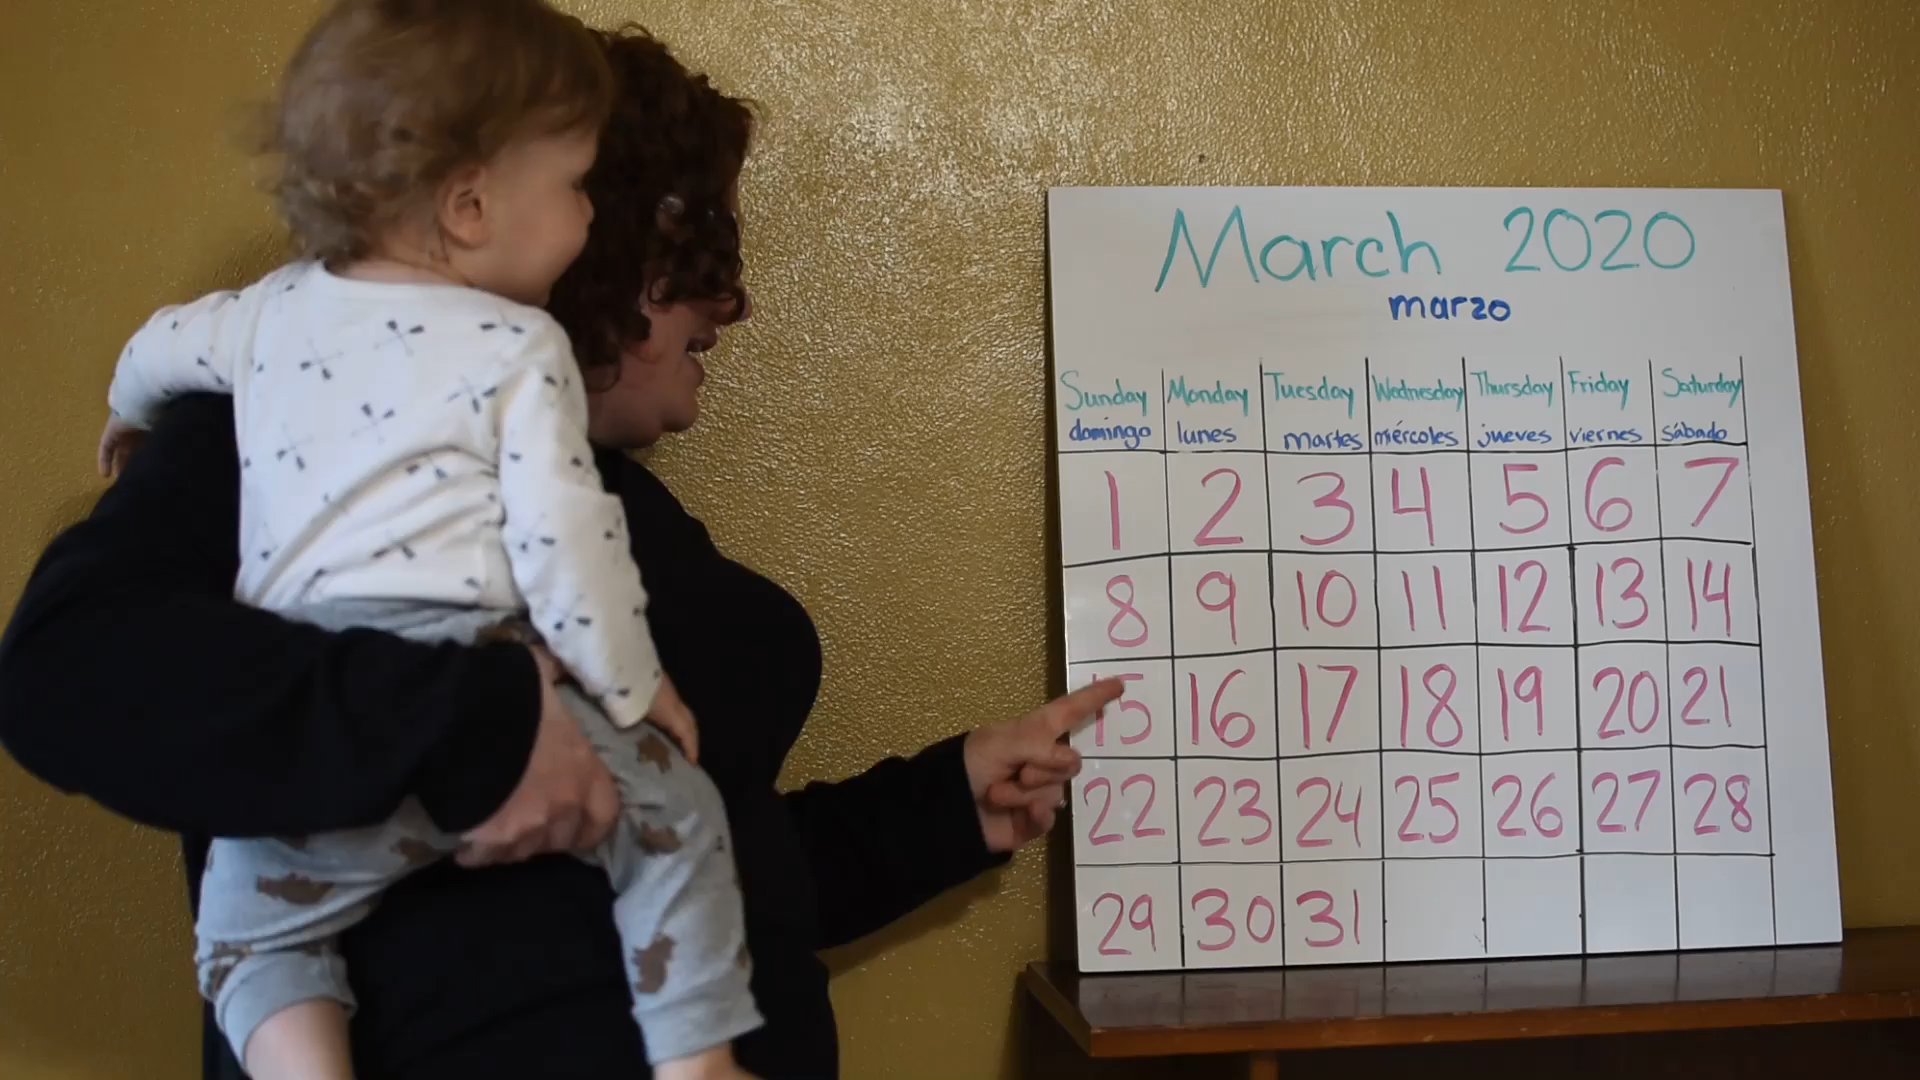 March 2020
marzo
Sunday Monday Tuesday Wednesday Thursday Friday Saturday
domingo lunes martes miércoles jueves viernes sábado
1 2 3 4 5 6 7
8 9 10 11 12 13 14
15 16 17 18 19 20 21
22 23 24 25 26 27 28
29 30 31